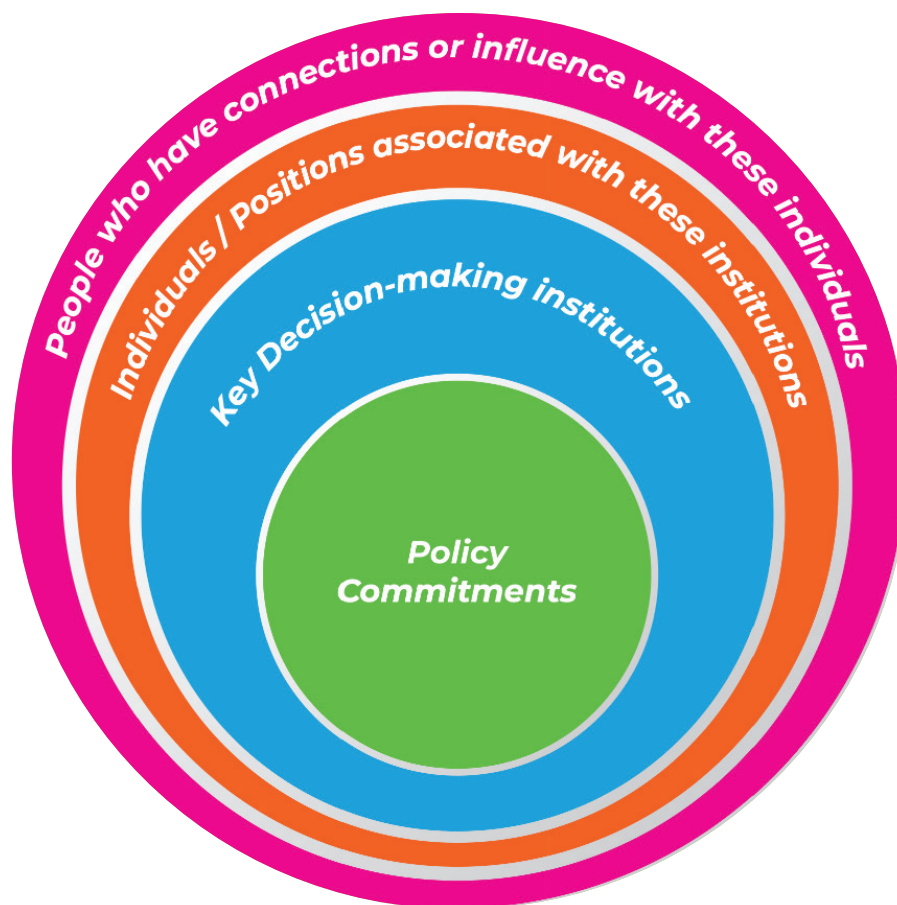 People who have connections or influence with these individuals
Individuals / Positions associated with these institutions
Key Decision-making institutions
Policy
Commitments